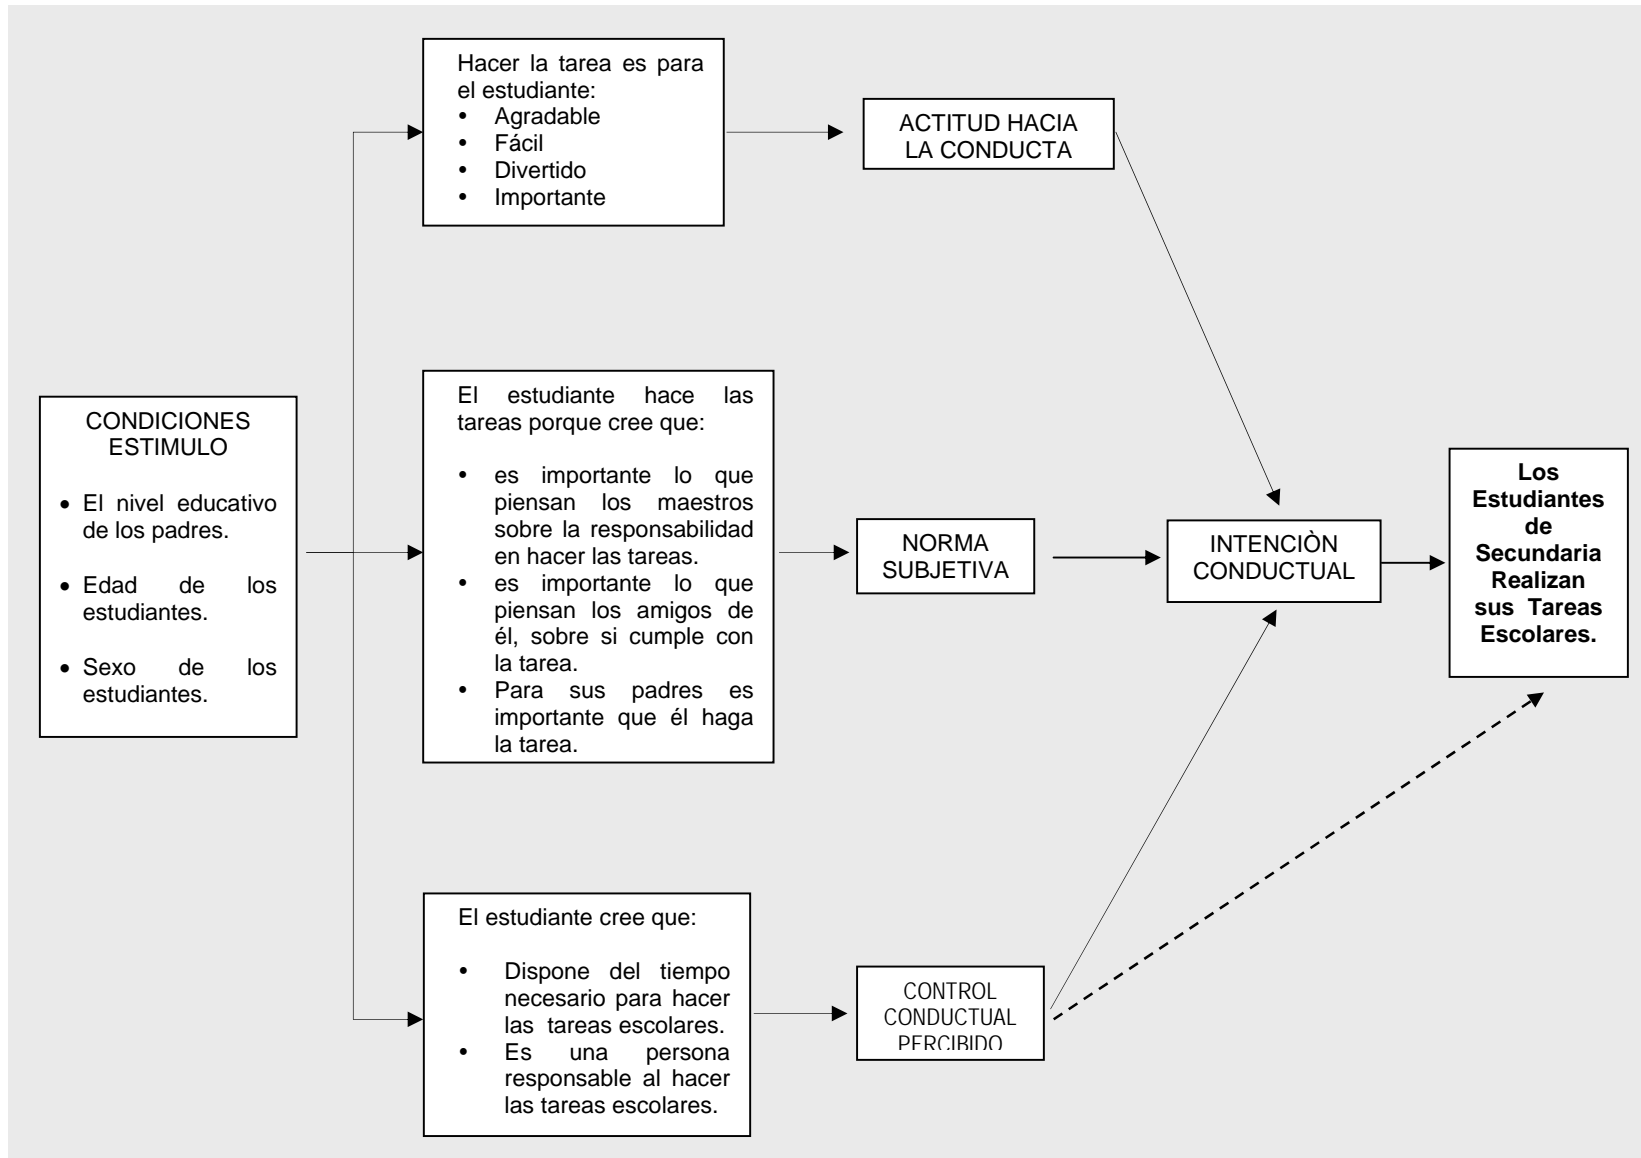 Hacer la tarea es para
el estudiante:
• Agradable
• Fácil
• Divertido
• Importante
ACTITUD HACIA
LA CONDUCTA
CONDICIONES
ESTIMULO
• El nivel educativo
de los padres.
• Edad de los
estudiantes.
• Sexo de los
estudiantes.
El estudiante hace las
tareas porque cree que:
• es importante lo que
piensan los maestros
sobre la responsabilidad
en hacer las tareas.
• es importante lo que
piensan los amigos de
él, sobre si cumple con
la tarea.
• Para sus padres es
importante que él haga
la tarea.
NORMA
SUBJETIVA
INTENCIÒN
CONDUCTUAL
Los
Estudiantes
de
Secundaria
Realizan
sus Tareas
Escolares.
El estudiante cree que:
• Dispone del tiempo
necesario para hacer
las tareas escolares.
• Es una persona
responsable al hacer
las tareas escolares.
CONTROL
CONDUCTUAL
PERCIBIDO